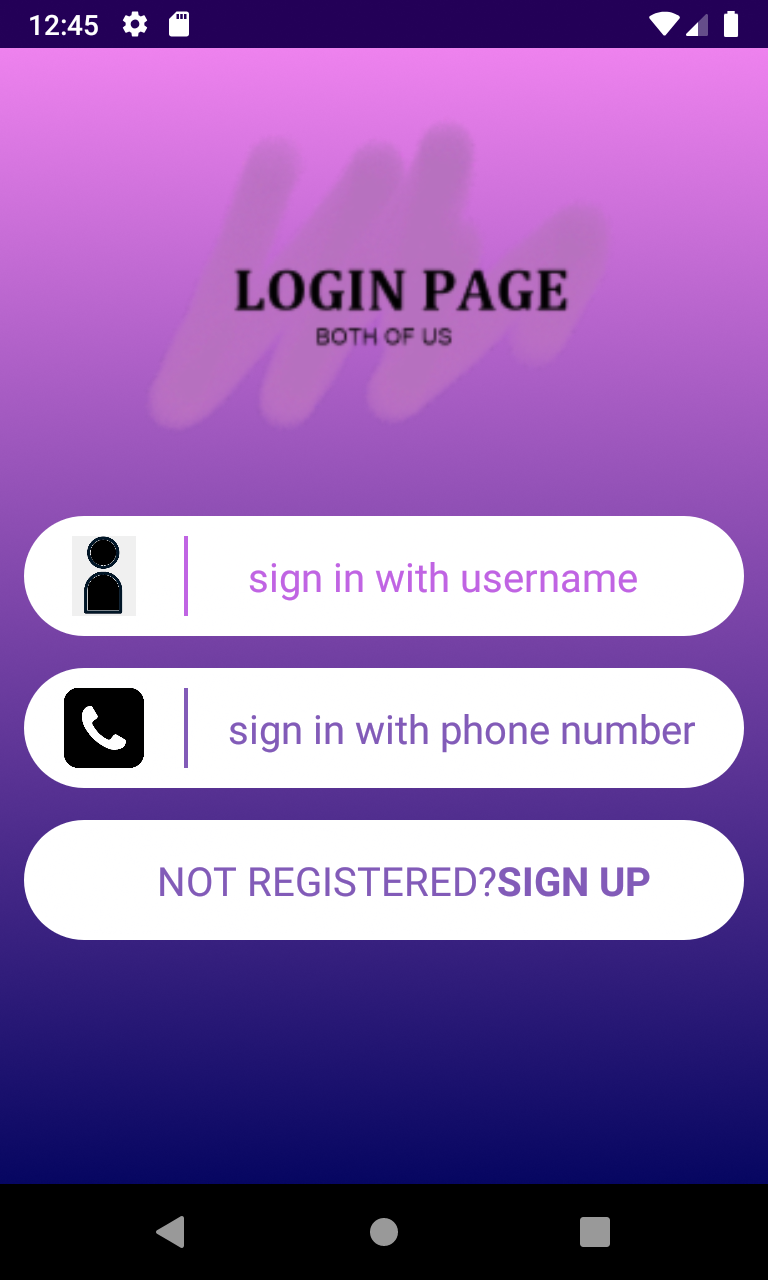 12:45
LOGIN PAGE
BOTH OF US
sign in with username
sign in with phone number
NOT REGISTERED?SIGN UP